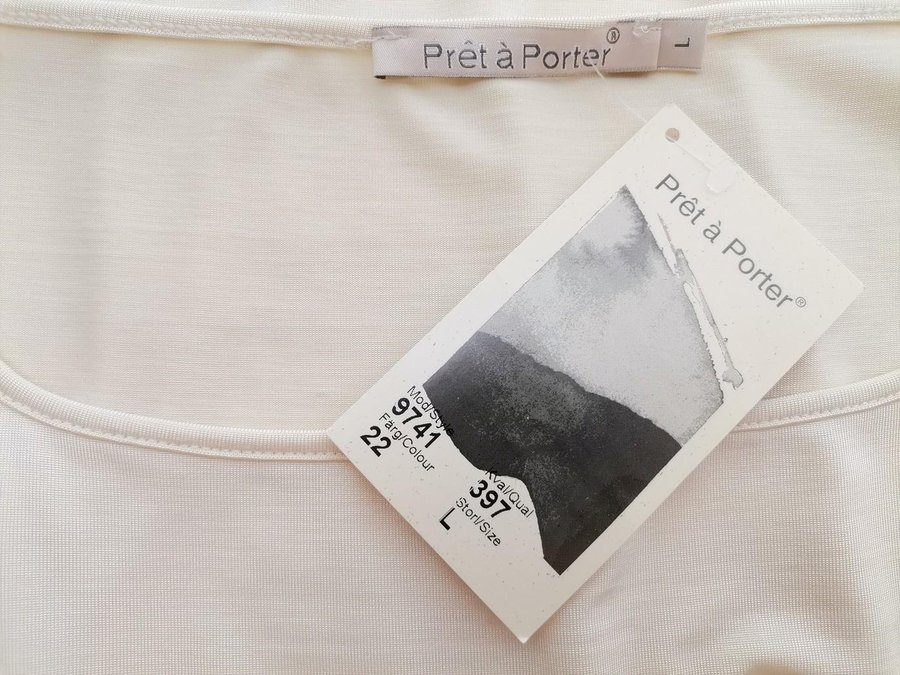 Prêt à Porter®
L
Prêt à Porter®
Mod/Style
9741
Färg/Colour
22
Kval/Qual
397
Storl/Size
L